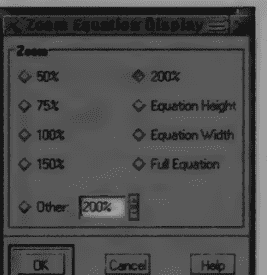 Zoom Equation Display
Zoom
50% 200%
75% Equation Height
100% Equation Width
150% Full Equation
Other: 200%
OK Cancel Help